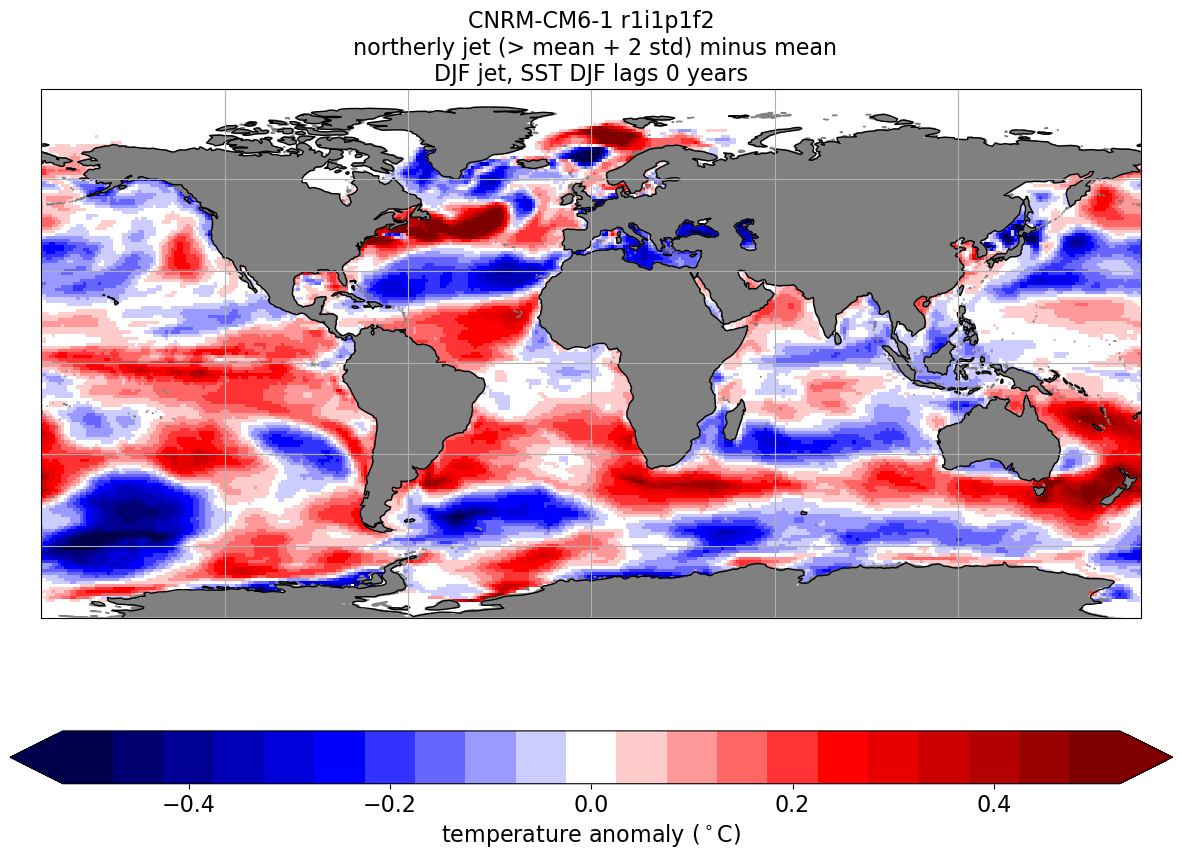 CNRM-CM6-1 r1i1p1f2
northerly jet (> mean + 2 std) minus mean
DJF jet, SST DJF lags 0 years
−0.4 −0.2 0.0 0.2 0.4
temperature anomaly (°C)